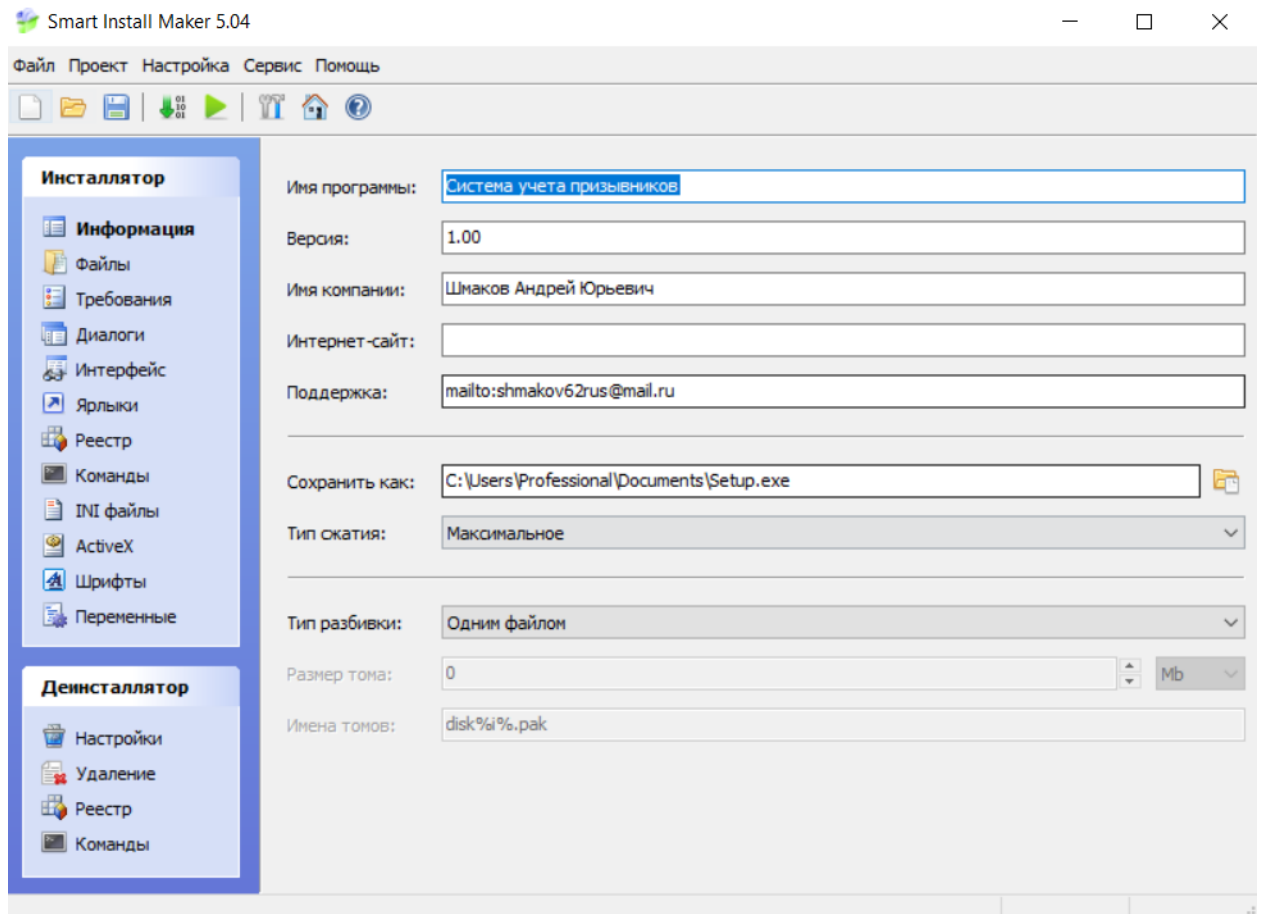 Smart Install Maker 5.04
Файл Проект Настройка Сервис Помощь
Инсталлятор
Информация
Файлы
Требования
Диалоги
Интерфейс
Ярлыки
Реестр
Команды
INI файлы
ActiveX
Шрифты
Переменные
Деинсталлятор
Настройки
Удаление
Реестр
Команды
Имя программы: Система учета призывников
Версия: 1.00
Имя компании: Шмаков Андрей Юрьевич
Интернет-сайт:
Поддержка: mailto:shmakov62rus@mail.ru
Сохранить как: C:\Users\Professional\Documents\Setup.exe
Тип сжатия: Максимальное
Тип разбивки: Одним файлом
Размер тома: 0 Mb
Имена томов: disk%i%.pak